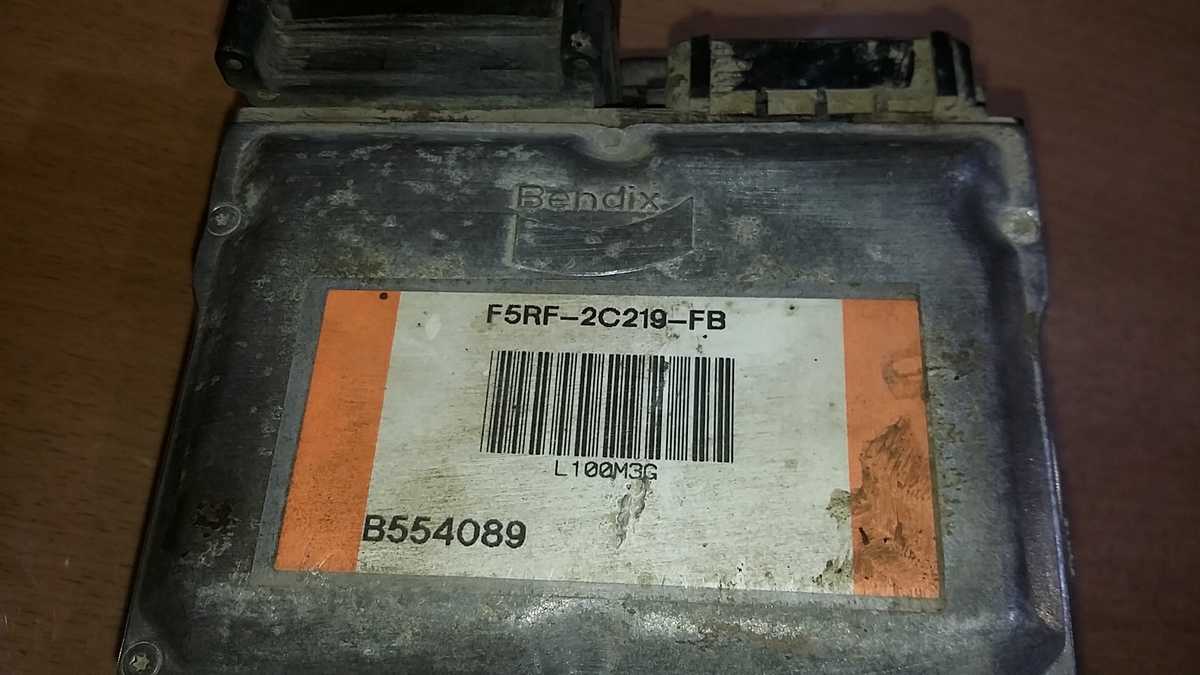 Bendix
F5RF-2C219-FB
L100M3G
B554089